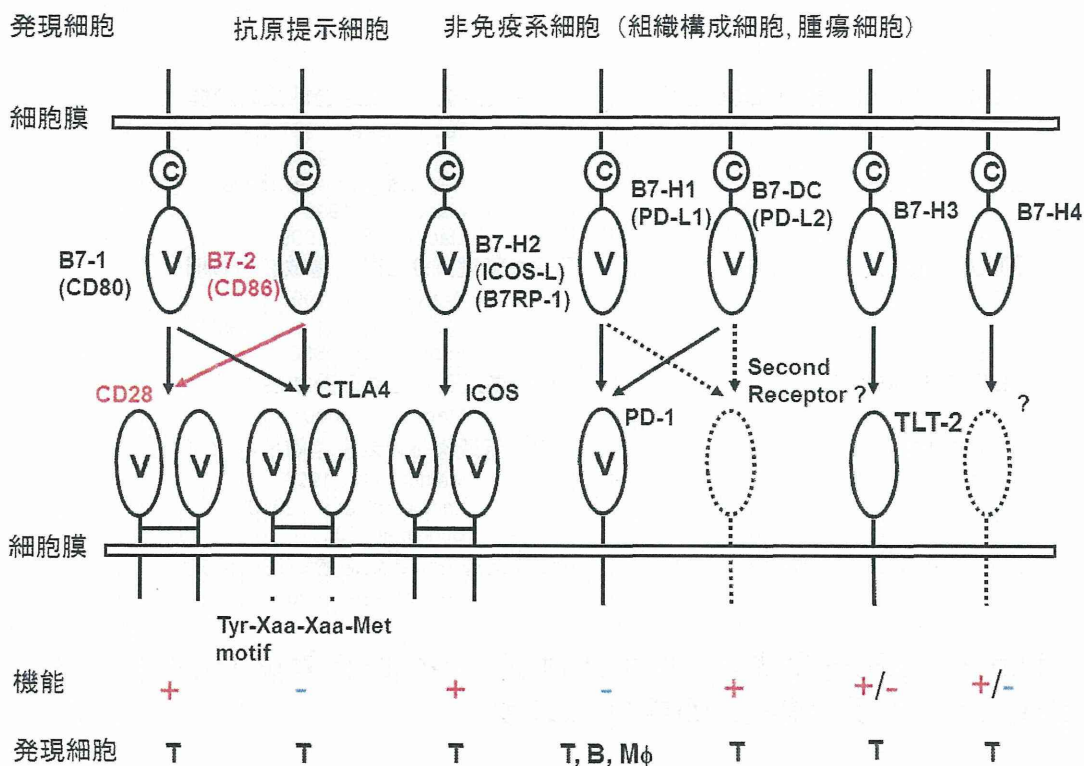 発現細胞 抗原提示細胞 非免疫系細胞 (組織構成細胞, 腫瘍細胞)
細胞膜
C C C C C C C
B7-H1
(PD-L1)
B7-DC
(PD-L2)
B7-H3
B7-H4
V V V V V V V
B7-1
(CD80)
B7-2
(CD86)
B7-H2
(ICOS-L)
(B7RP-1)
CD28
CTLA4
ICOS
Second
Receptor ?
PD-1
TLT-2
?
V V V V V V V
細胞膜
Tyr-Xaa-Xaa-Met
motif
機能 + - + - + +/- +/-
発現細胞 T T T T, B, Mφ T T T